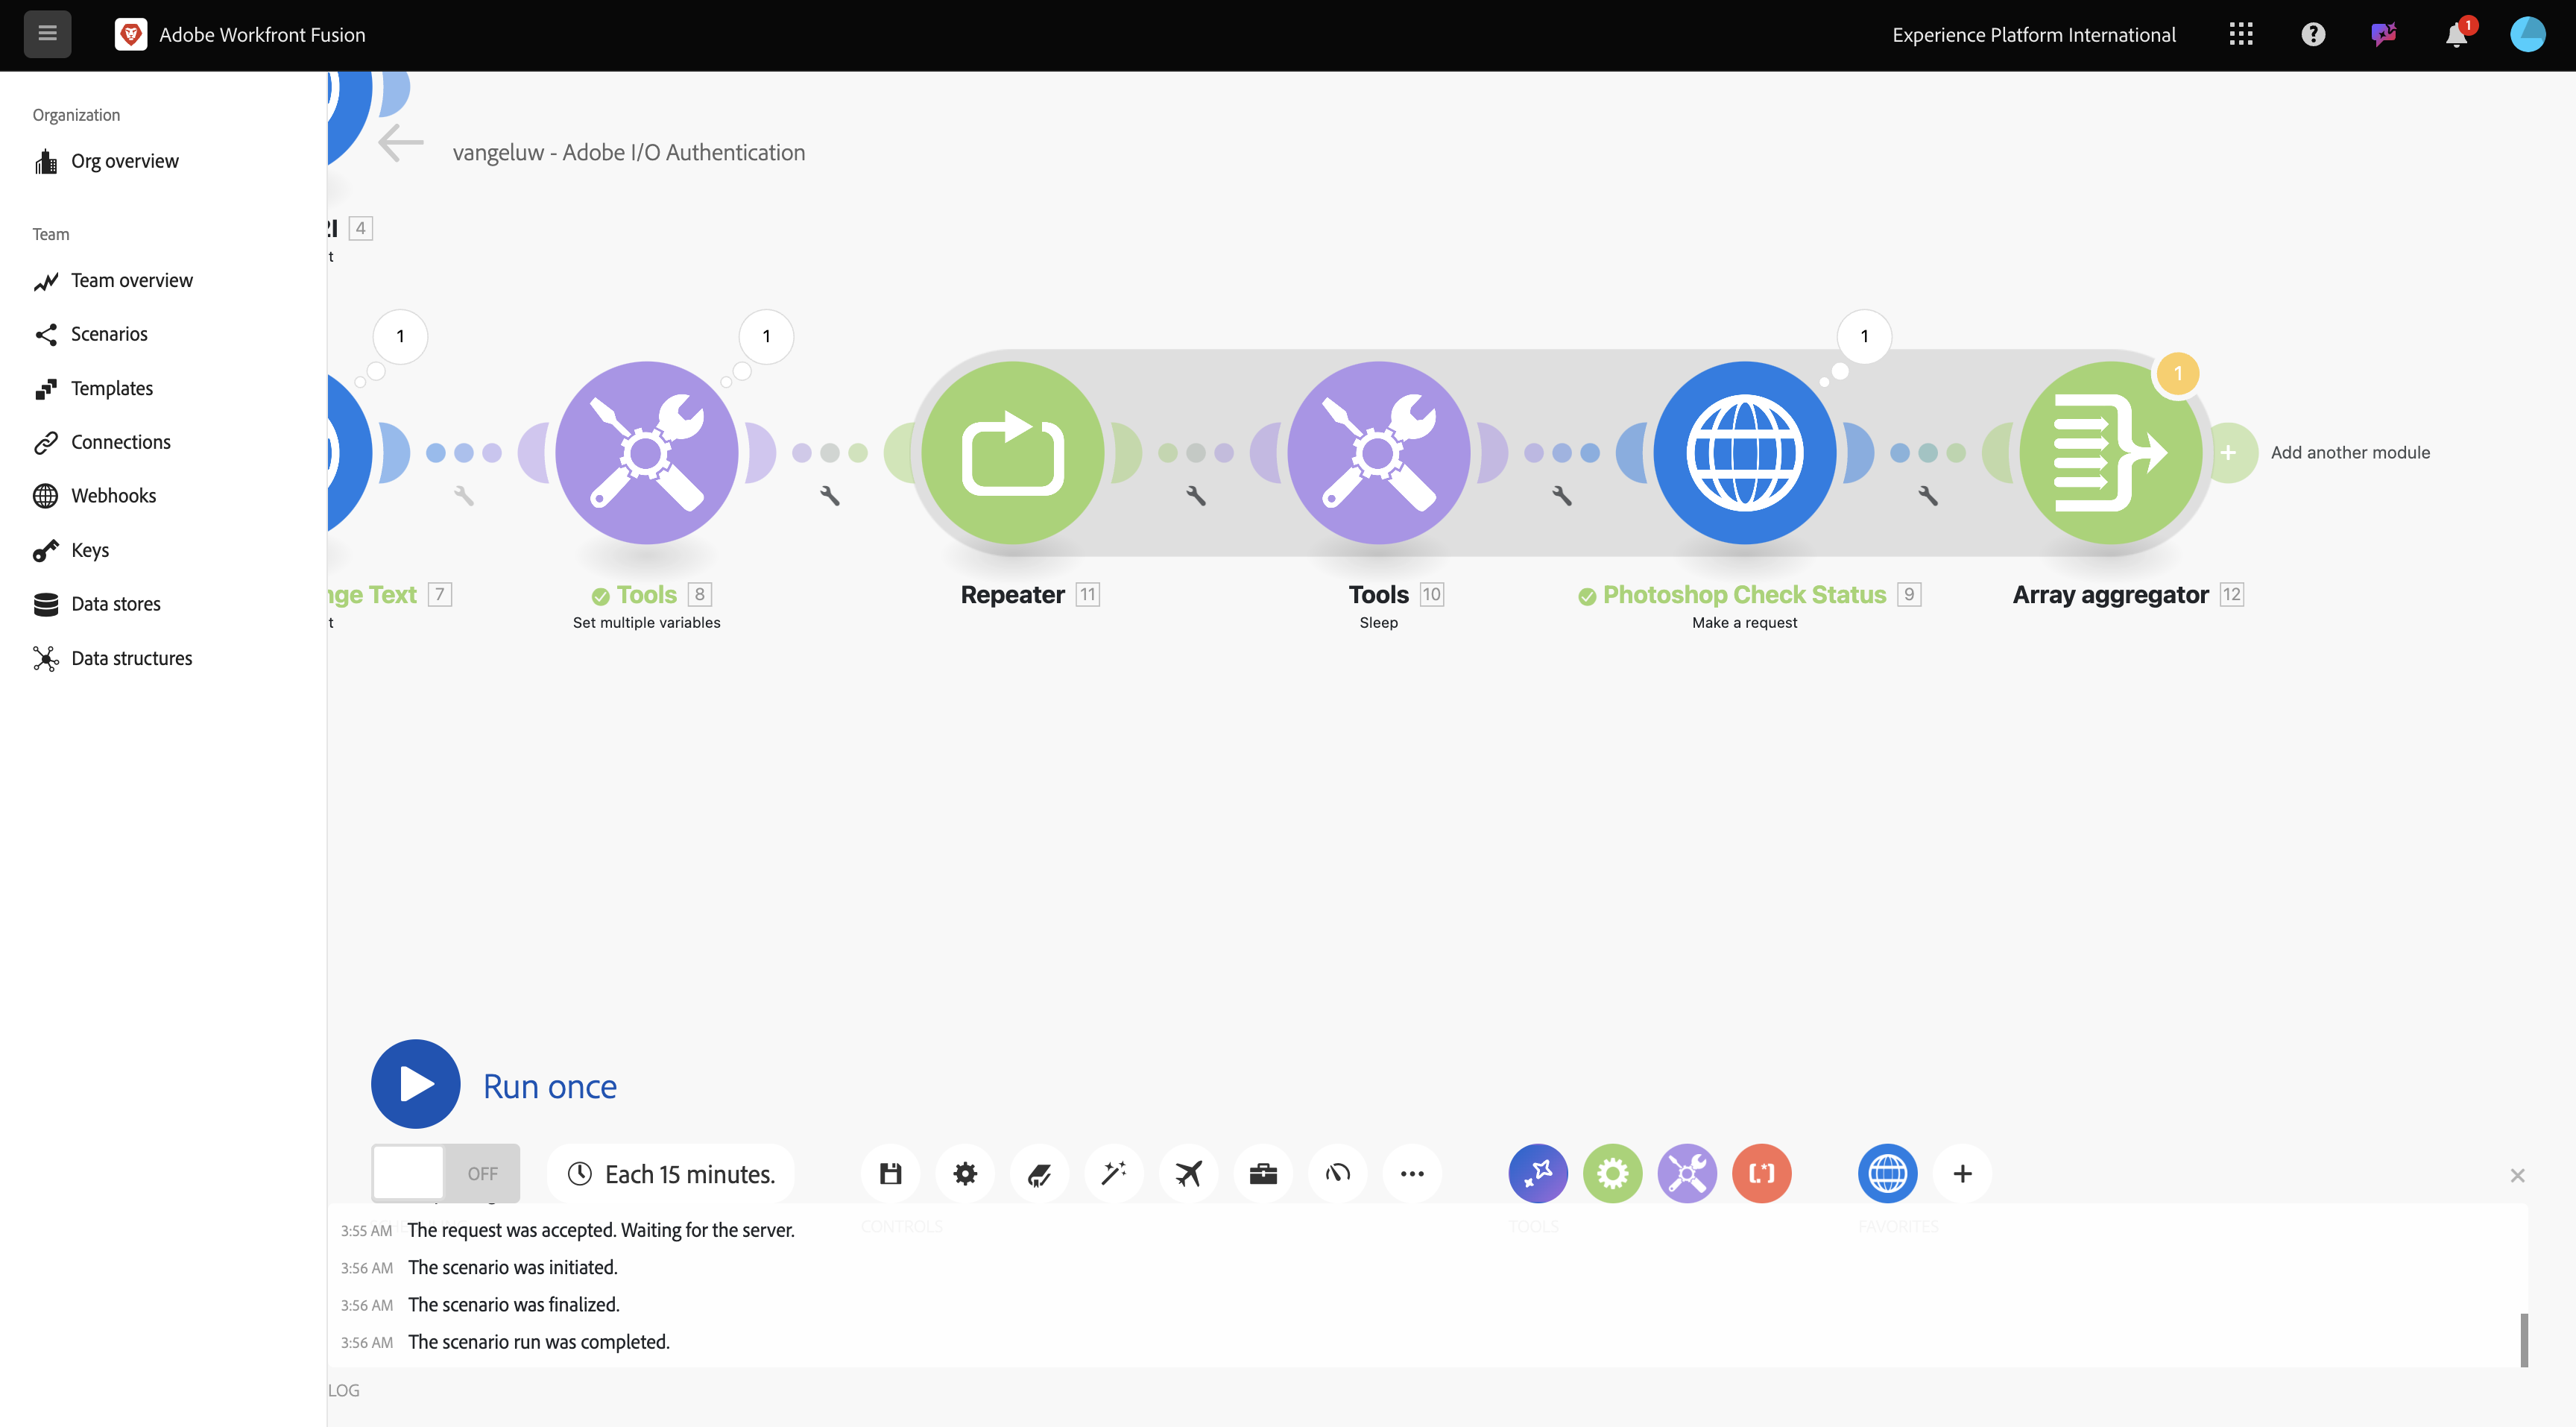 Adobe Workfront Fusion
Experience Platform International
1
Organization
Org overview
Team
Team overview
Scenarios
Templates
Connections
Webhooks
Keys
Data stores
Data structures
vangeluw - Adobe I/O Authentication
4
t
1
1
1
1
Add another module
nge Text 7
t
Tools 8
Set multiple variables
Repeater 11
Tools 10
Sleep
Photoshop Check Status 9
Make a request
Array aggregator 12
Run once
OFF
Each 15 minutes.
CONTROLS
TOOLS
FAVORITES
3:55 AM The request was accepted. Waiting for the server.
3:56 AM The scenario was initiated.
3:56 AM The scenario was finalized.
3:56 AM The scenario run was completed.
LOG